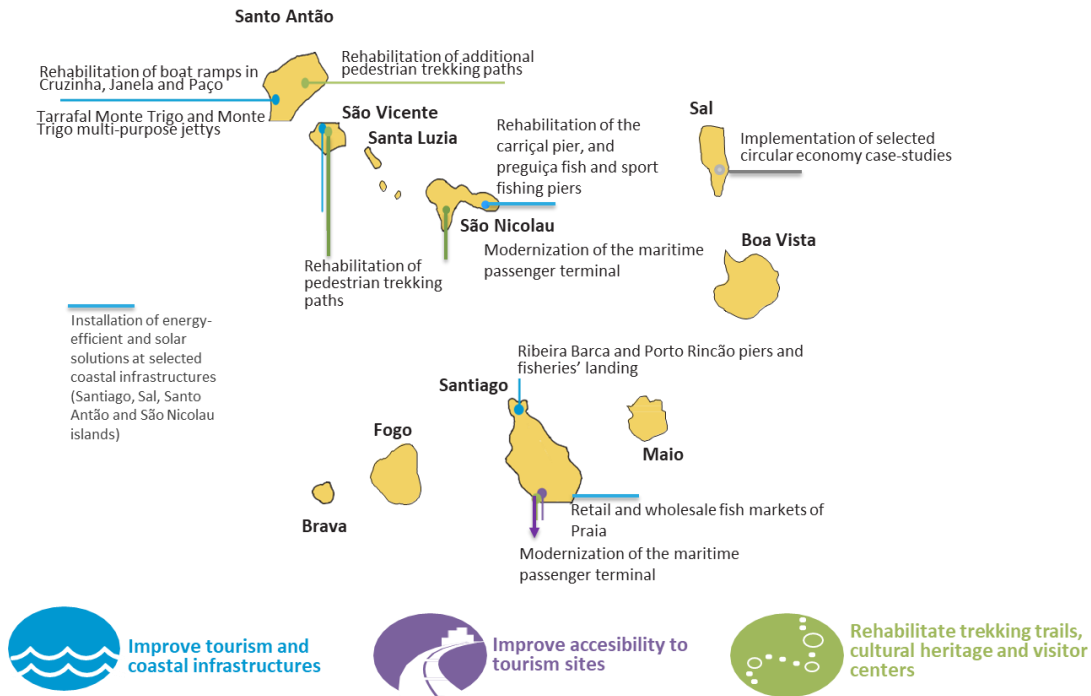 Santo Antão
Rehabilitation of boat ramps in
Cruzinha, Janela and Paço
Tarrafal Monte Trigo and Monte
Trigo multi-purpose jettys
Rehabilitation of additional
pedestrian trekking paths
São Vicente
Santa Luzia
Rehabilitation of
pedestrian trekking
paths
Rehabilitation of the
carriçal pier, and
preguiça fish and sport
fishing piers
São Nicolau
Modernization of the maritime
passenger terminal
Sal
Implementation of selected
circular economy case-studies
Boa Vista
Installation of energy-
efficient and solar
solutions at selected
coastal infrastructures
(Santiago, Sal, Santo
Antão and São Nicolau
islands)
Ribeira Barca and Porto Rincão piers and
fisheries’ landing
Santiago
Maio
Fogo
Brava
Retail and wholesale fish markets of
Praia
Modernization of the maritime
passenger terminal
Improve tourism and
coastal infrastructures
Improve accesibility to
tourism sites
Rehabilitate trekking trails,
cultural heritage and visitor
centers